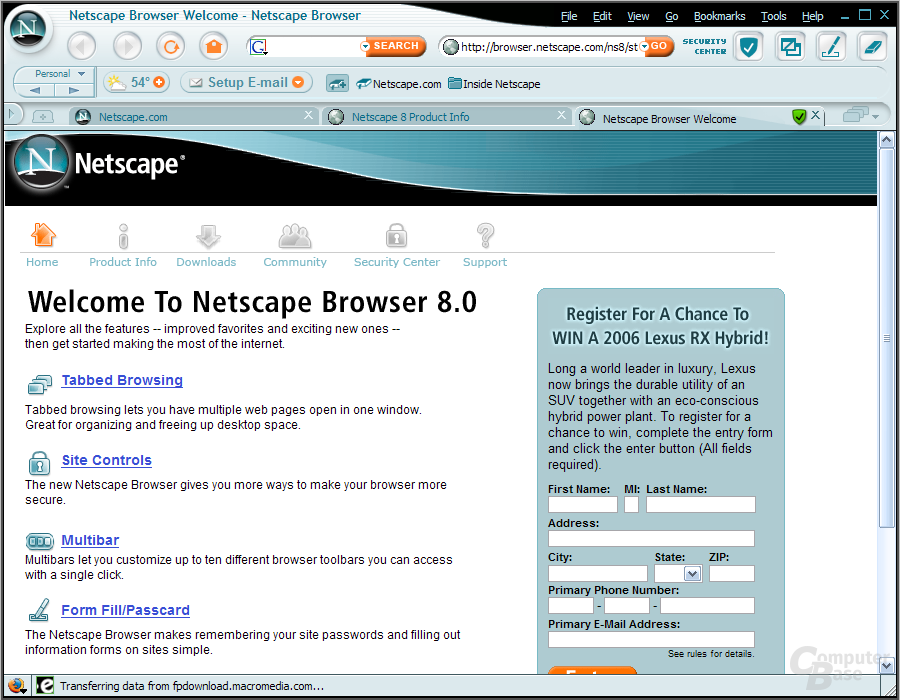 Netscape Browser Welcome - Netscape Browser
File Edit View Go Bookmarks Tools Help
G SEARCH http://browser.netscape.com/ns8/st GO SECURITY CENTER
Personal 54° Setup E-mail Netscape.com Inside Netscape
Netscape.com Netscape 8 Product Info Netscape Browser Welcome
N Netscape®
Home Product Info Downloads Community Security Center Support
Welcome To Netscape Browser 8.0
Explore all the features -- improved favorites and exciting new ones --
then get started making the most of the internet.
Tabbed Browsing
Tabbed browsing lets you have multiple web pages open in one window.
Great for organizing and freeing up desktop space.
Site Controls
The new Netscape Browser gives you more ways to make your browser more
secure.
Multibar
Multibars let you customize up to ten different browser toolbars you can access
with a single click.
Form Fill/Passcard
The Netscape Browser makes remembering your site passwords and filling out
information forms on sites simple.
Register For A Chance To
WIN A 2006 Lexus RX Hybrid!
Long a world leader in luxury, Lexus
now brings the durable utility of an
SUV together with an eco-conscious
hybrid power plant. To register for a
chance to win, complete the entry form
and click the enter button (All fields
required).
First Name: MI: Last Name:
Address:
City: State: ZIP:
Primary Phone Number:
- -
Primary E-Mail Address:
See rules for details.
Transferring data from fpdownload.macromedia.com...
ComputerBase